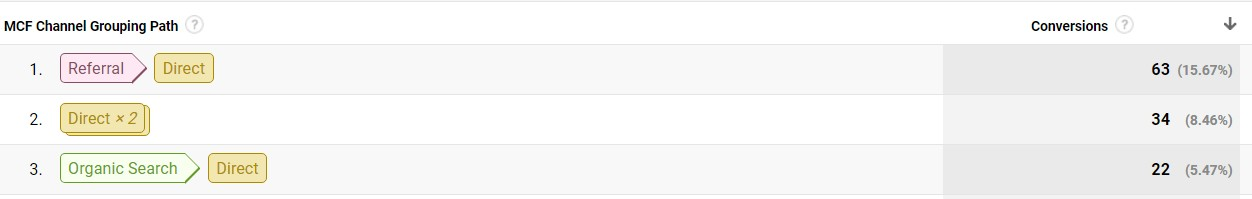 MCF Channel Grouping Path ? Conversions ?
1. Referral Direct 63 (15.67%)
2. Direct × 2 34 (8.46%)
3. Organic Search Direct 22 (5.47%)